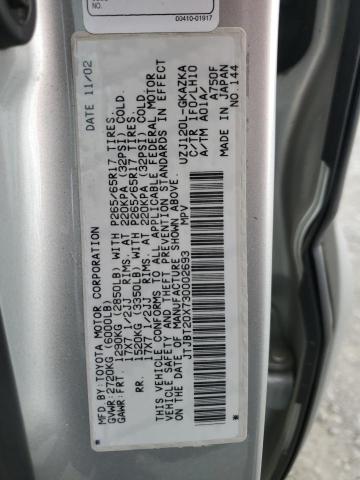 NO.
00410-01917
DATE 11/02
MFD.BY:TOYOTA MOTOR CORPORATION
GVWR:2720KG (6000LB)
GAWR:FRT. 1290KG (2850LB) WITH P265/65R17 TIRES,
17X7 1/2JJ RIMS, AT 220KPA (32PSI) COLD.
RR. 1520KG (3350LB) WITH P265/65R17 TIRES,
17X7 1/2JJ RIMS, AT 220KPA (32PSI) COLD.
THIS VEHICLE CONFORMS TO ALL APPLICABLE FEDERAL MOTOR
VEHICLE SAFETY AND THEFT PREVENTION STANDARDS IN EFFECT
ON THE DATE OF MANUFACTURE SHOWN ABOVE.
JTJBT20X730002693 MPV
UZJ120L-GKAZKA
C/TR 1F0/LH10
A/TM A01A/ A750F
MADE IN JAPAN
NO.144